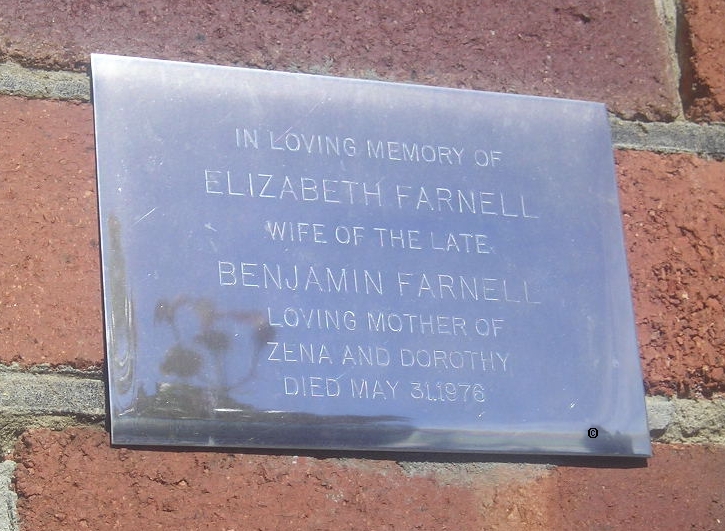 IN LOVING MEMORY OF
ELIZABETH FARNELL
WIFE OF THE LATE
BENJAMIN FARNELL
LOVING MOTHER OF
ZENA AND DOROTHY
DIED MAY 31.1976
©